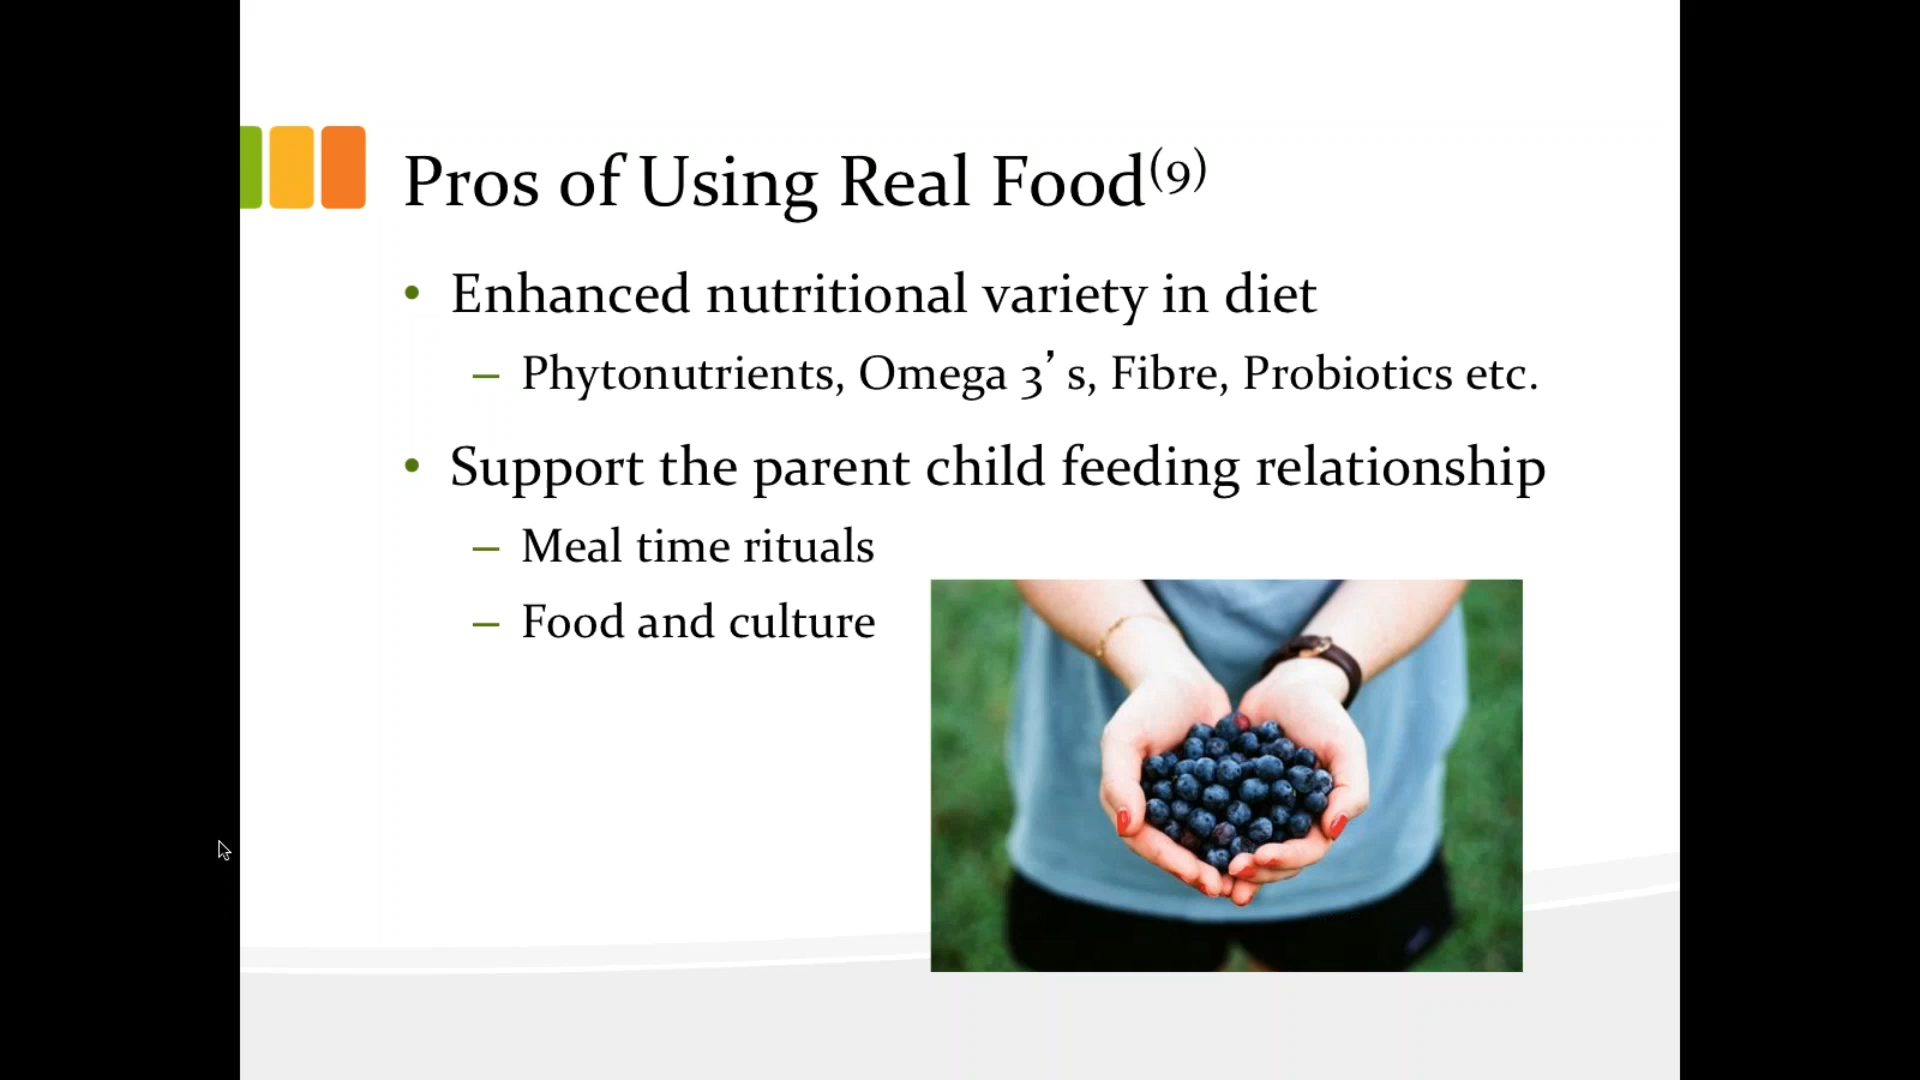 Pros of Using Real Food(9)
• Enhanced nutritional variety in diet
– Phytonutrients, Omega 3’ s, Fibre, Probiotics etc.
• Support the parent child feeding relationship
– Meal time rituals
– Food and culture